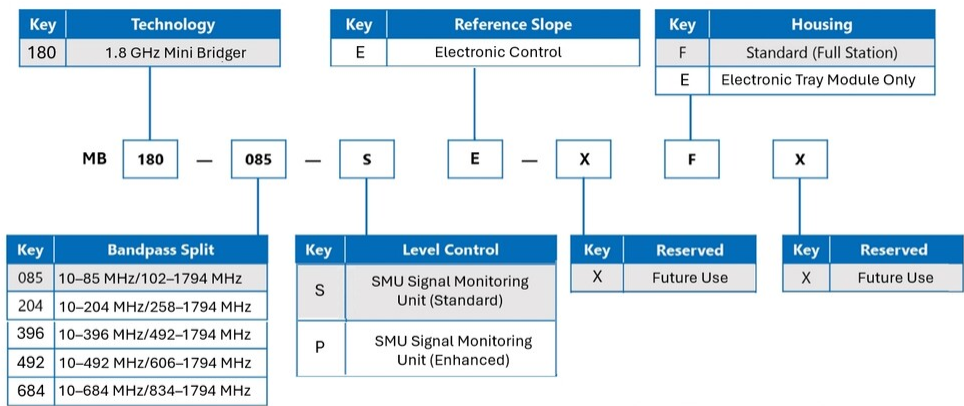 Key Technology
180 1.8 GHz Mini Bridger
Key Reference Slope
E Electronic Control
Key Housing
F Standard (Full Station)
E Electronic Tray Module Only
MB 180 — 085 — S E — X F X
Key Bandpass Split
085 10–85 MHz/102–1794 MHz
204 10–204 MHz/258–1794 MHz
396 10–396 MHz/492–1794 MHz
492 10–492 MHz/606–1794 MHz
684 10–684 MHz/834–1794 MHz
Key Level Control
S SMU Signal Monitoring
Unit (Standard)
P SMU Signal Monitoring
Unit (Enhanced)
Key Reserved
X Future Use
Key Reserved
X Future Use